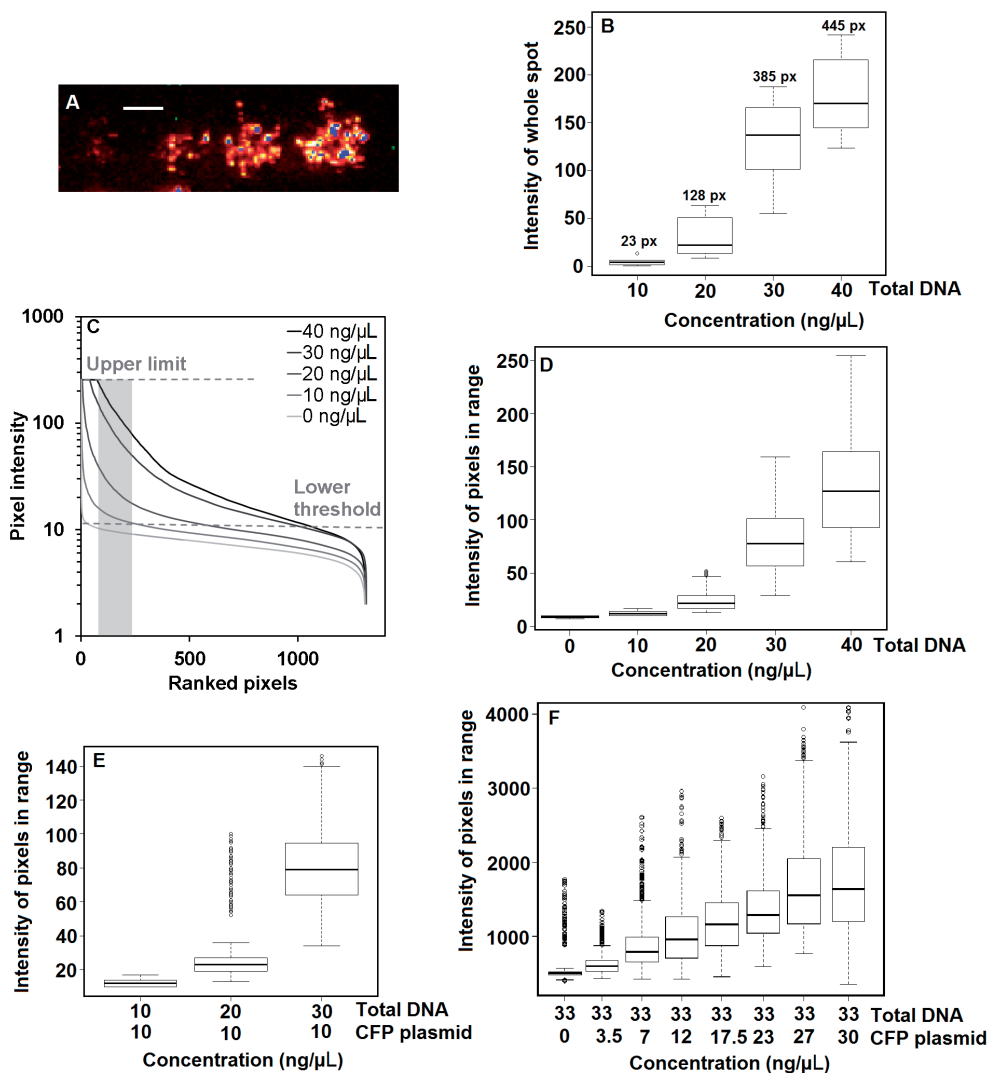 A
B
Intensity of whole spot
250
200
150
100
50
0
23 px
128 px
385 px
445 px
10 20 30 40 Total DNA
Concentration (ng/µL)
C
Pixel intensity
1000
100
10
1
Upper limit
40 ng/µL
30 ng/µL
20 ng/µL
10 ng/µL
0 ng/µL
Lower
threshold
0 500 1000
Ranked pixels
D
Intensity of pixels in range
250
200
150
100
50
0
0 10 20 30 40 Total DNA
Concentration (ng/µL)
E
Intensity of pixels in range
140
120
100
80
60
40
20
10 20 30 Total DNA
10 10 10 CFP plasmid
Concentration (ng/µL)
F
Intensity of pixels in range
4000
3000
2000
1000
33 33 33 33 33 33 33 33 Total DNA
0 3.5 7 12 17.5 23 27 30 CFP plasmid
Concentration (ng/µL)